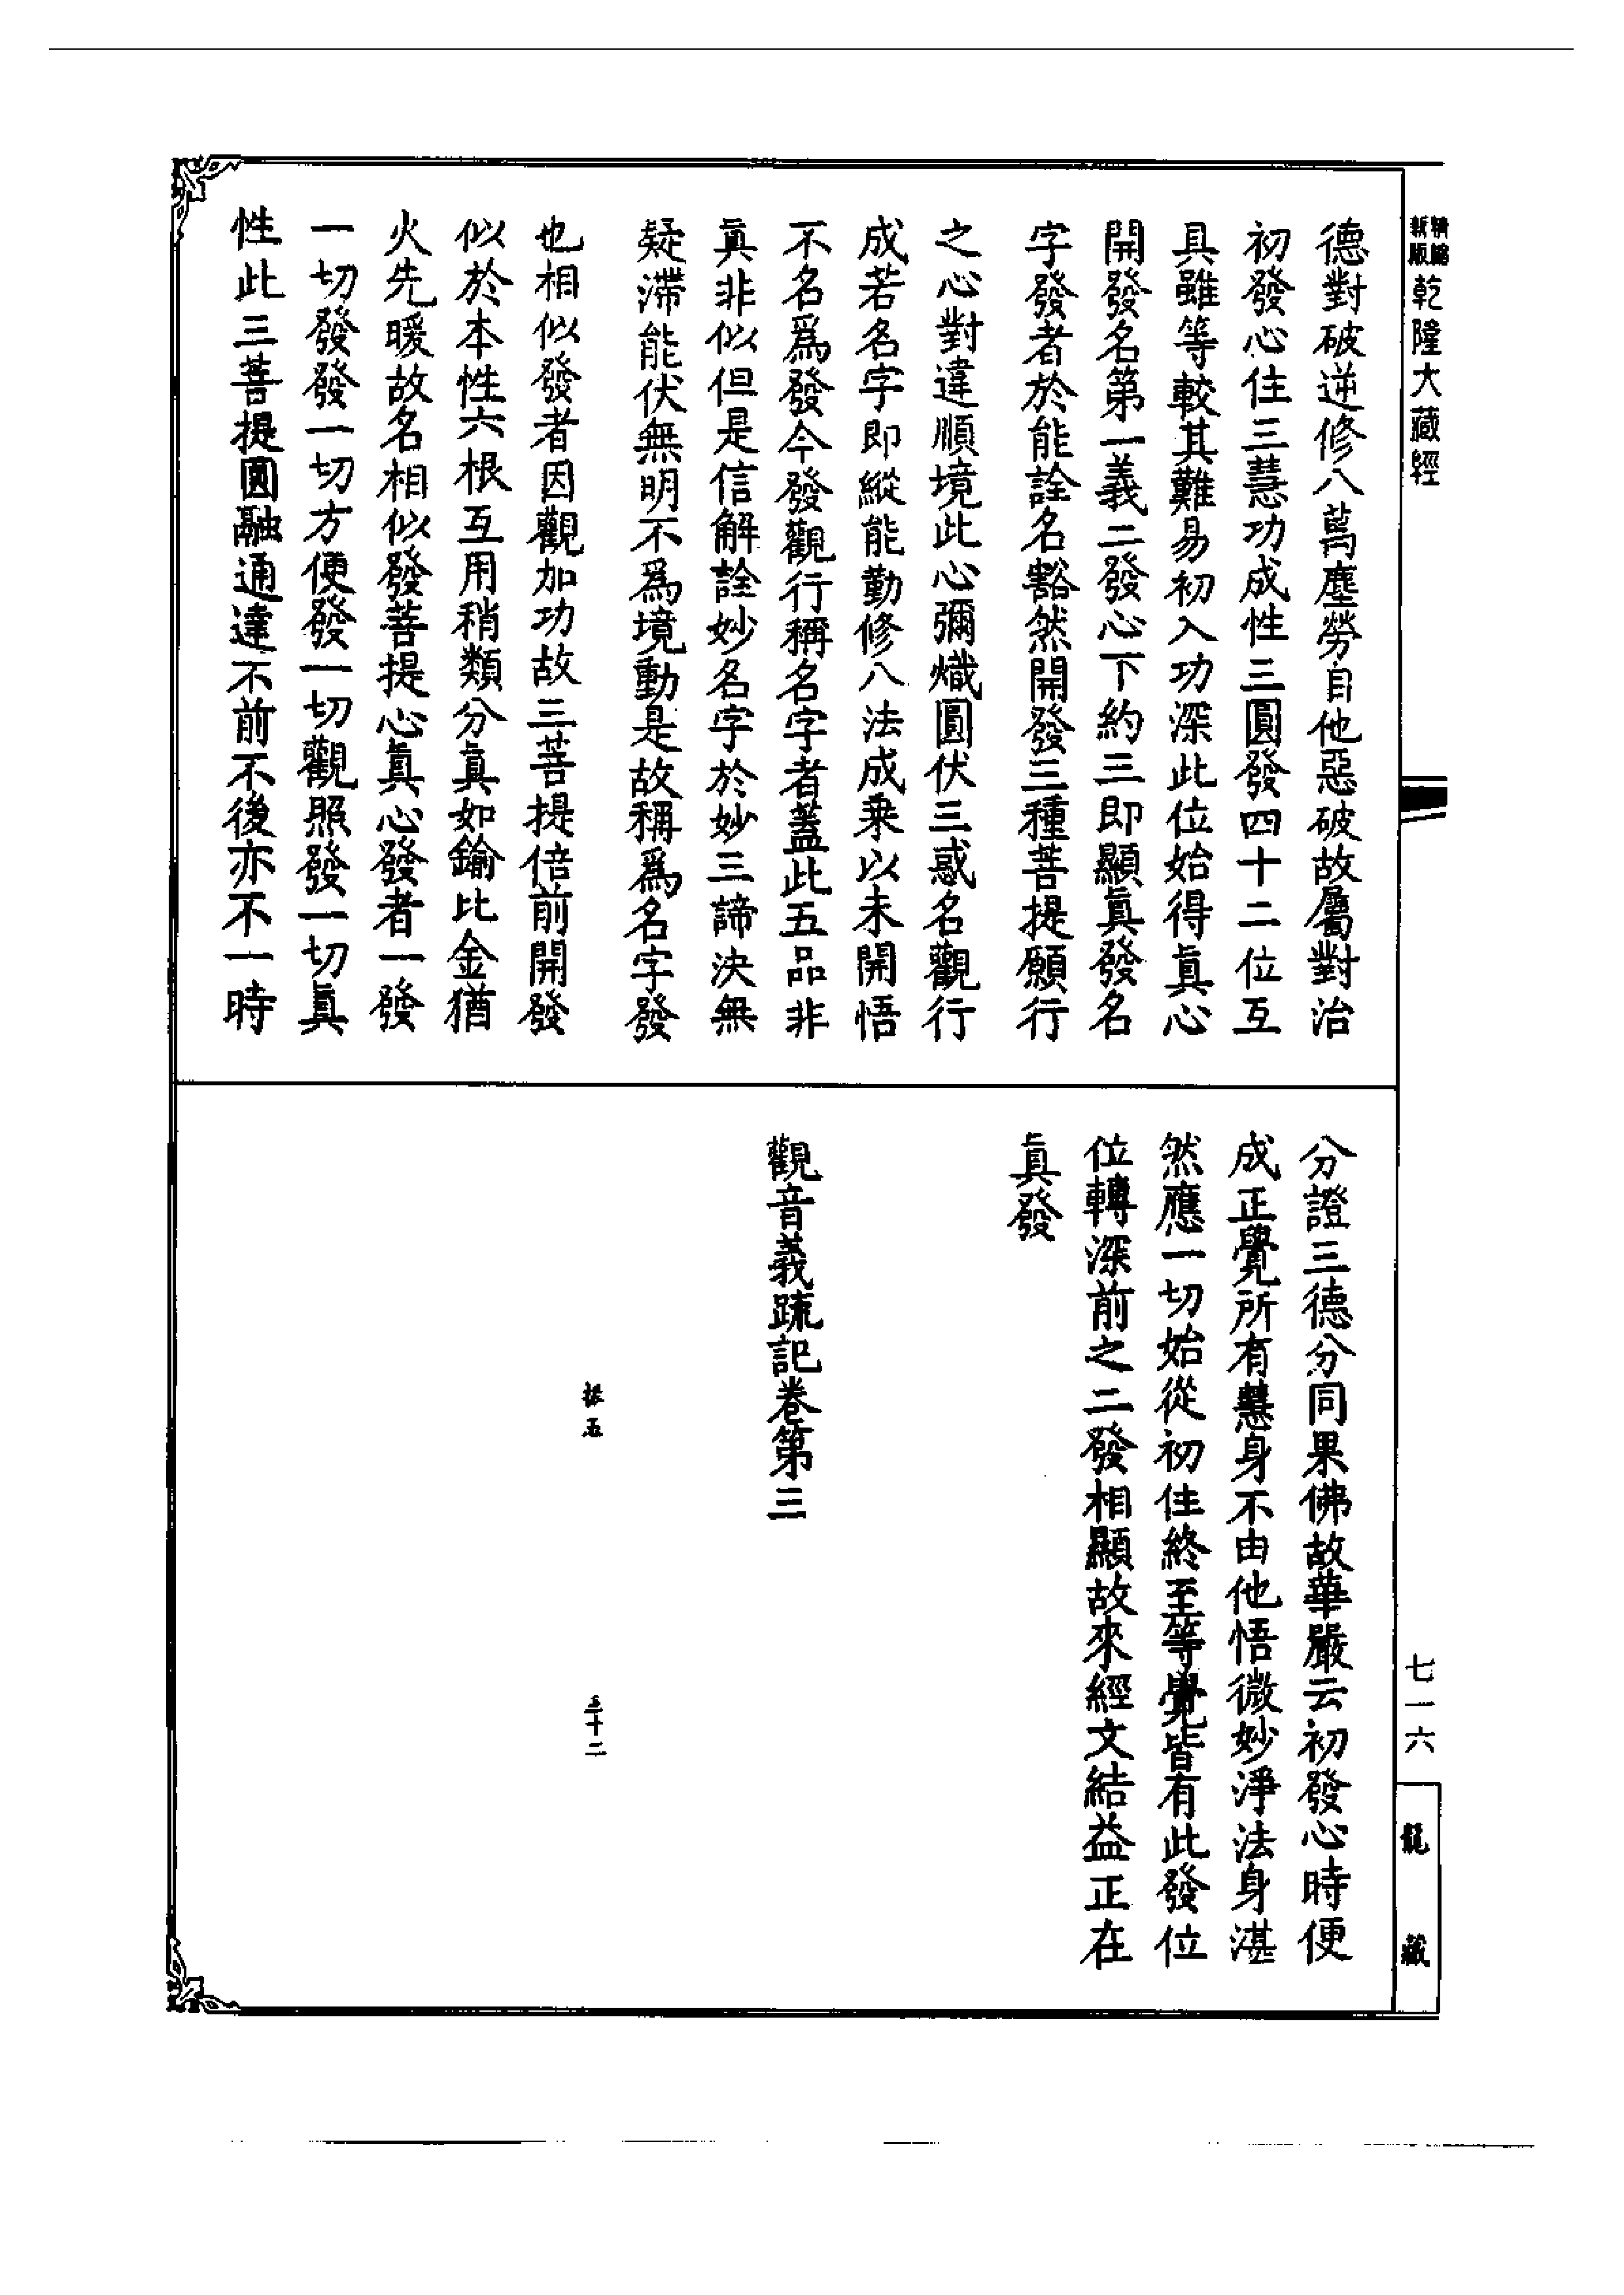 精編
新版
乾隆大藏經
德對破逆修八萬塵勞自他惡破故屬對治
初發心住三慧功成性三圓發四十二位互
具雖等較其難易初入功深此位始得眞心
開發名第一義二發心下約三即顯眞發名
字發者於能詮名豁然開發三種菩提願行
之心對違順境此心彌熾圓伏三惑名觀行
成若名字即縱能勤修八法成乗以未開悟
不名爲發今發觀行稱名字者蓋此五品非
眞非似但是信解詮妙名字於妙三諦決無
疑滯能伏無明不爲境動是故稱爲名字發
也相似發者因觀加功故三菩提倍前開發
似於本性六根互用稍類分眞如鍮比金猶
火先暖故名相似發菩提心眞心發者一發
一切發發一切方便發一切觀照發一切眞
性此三菩提圓融通達不前不後亦不一時
分證三德分同果佛故華嚴云初發心時便
成正覺所有慧身不由他悟微妙淨法身湛
然應一切始從初住終至等覺皆有此發位
位轉深前之二發相顯故來經文結益正在
眞發
觀音義疏記卷第三
五
三十二
七一六
龍藏